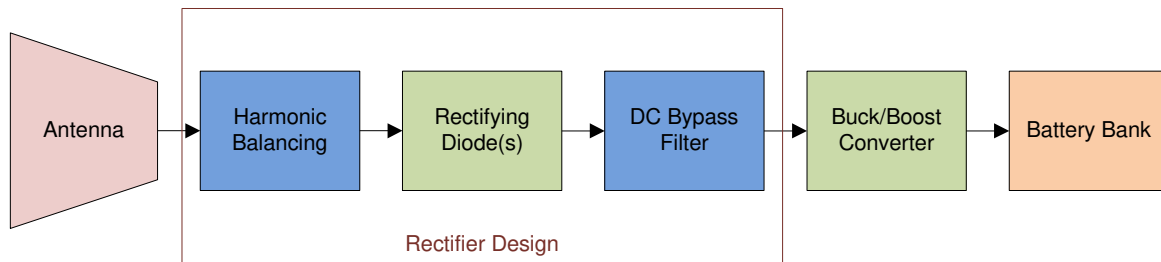 Antenna
Harmonic
Balancing
Rectifying
Diode(s)
DC Bypass
Filter
Buck/Boost
Converter
Battery Bank
Rectifier Design